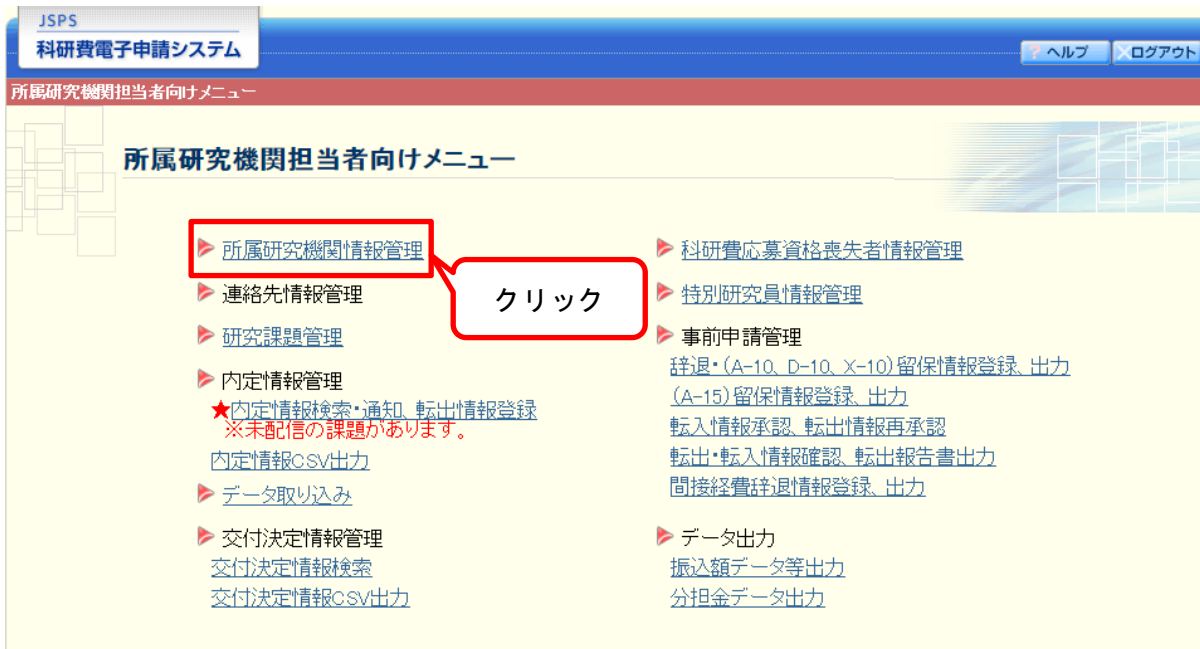 JSPS
科研費電子申請システム
? ヘルプ
×ログアウト
所属研究機関担当者向けメニュー
所属研究機関担当者向けメニュー
所属研究機関情報管理
連絡先情報管理
クリック
研究課題管理
内定情報管理
★内定情報検索・通知、転出情報登録
※未配信の課題があります。
内定情報CSV出力
データ取り込み
交付決定情報管理
交付決定情報検索
交付決定情報CSV出力
科研費応募資格喪失者情報管理
特別研究員情報管理
事前申請管理
辞退・(A-10、D-10、X-10)留保情報登録、出力
(A-15)留保情報登録、出力
転入情報承認、転出情報再承認
転出・転入情報確認、転出報告書出力
間接経費辞退情報登録、出力
データ出力
振込額データ等出力
分担金データ出力